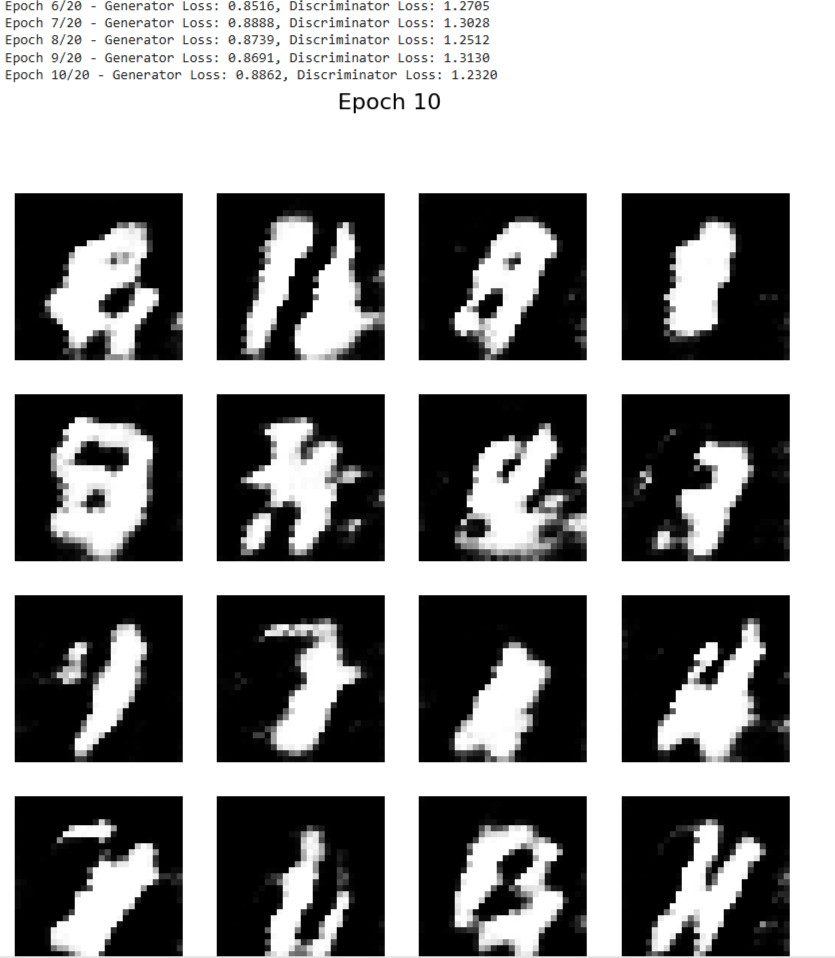 Epoch 6/20 - Generator Loss: 0.8516, Discriminator Loss: 1.2705
Epoch 7/20 - Generator Loss: 0.8888, Discriminator Loss: 1.3028
Epoch 8/20 - Generator Loss: 0.8739, Discriminator Loss: 1.2512
Epoch 9/20 - Generator Loss: 0.8691, Discriminator Loss: 1.3130
Epoch 10/20 - Generator Loss: 0.8862, Discriminator Loss: 1.2320
Epoch 10